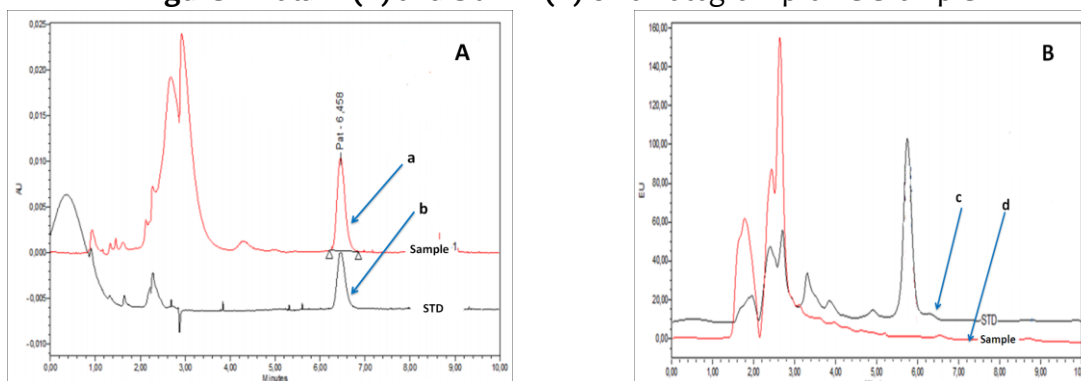 (A) and (B) chromatogram
A
0,025
0,020
0,015
0,010
0,005
0,000
-0,005
-0,010
AU
Pat - 6,458
a
b
Sample 1
STD
0,00 1,00 2,00 3,00 4,00 5,00 6,00 7,00 8,00 9,00 10,00
Minutes
B
160,00
140,00
120,00
100,00
80,00
60,00
40,00
20,00
0,00
EU
c
d
STD
Sample
0,00 1,00 2,00 3,00 4,00 5,00 6,00 7,00 8,00 9,00